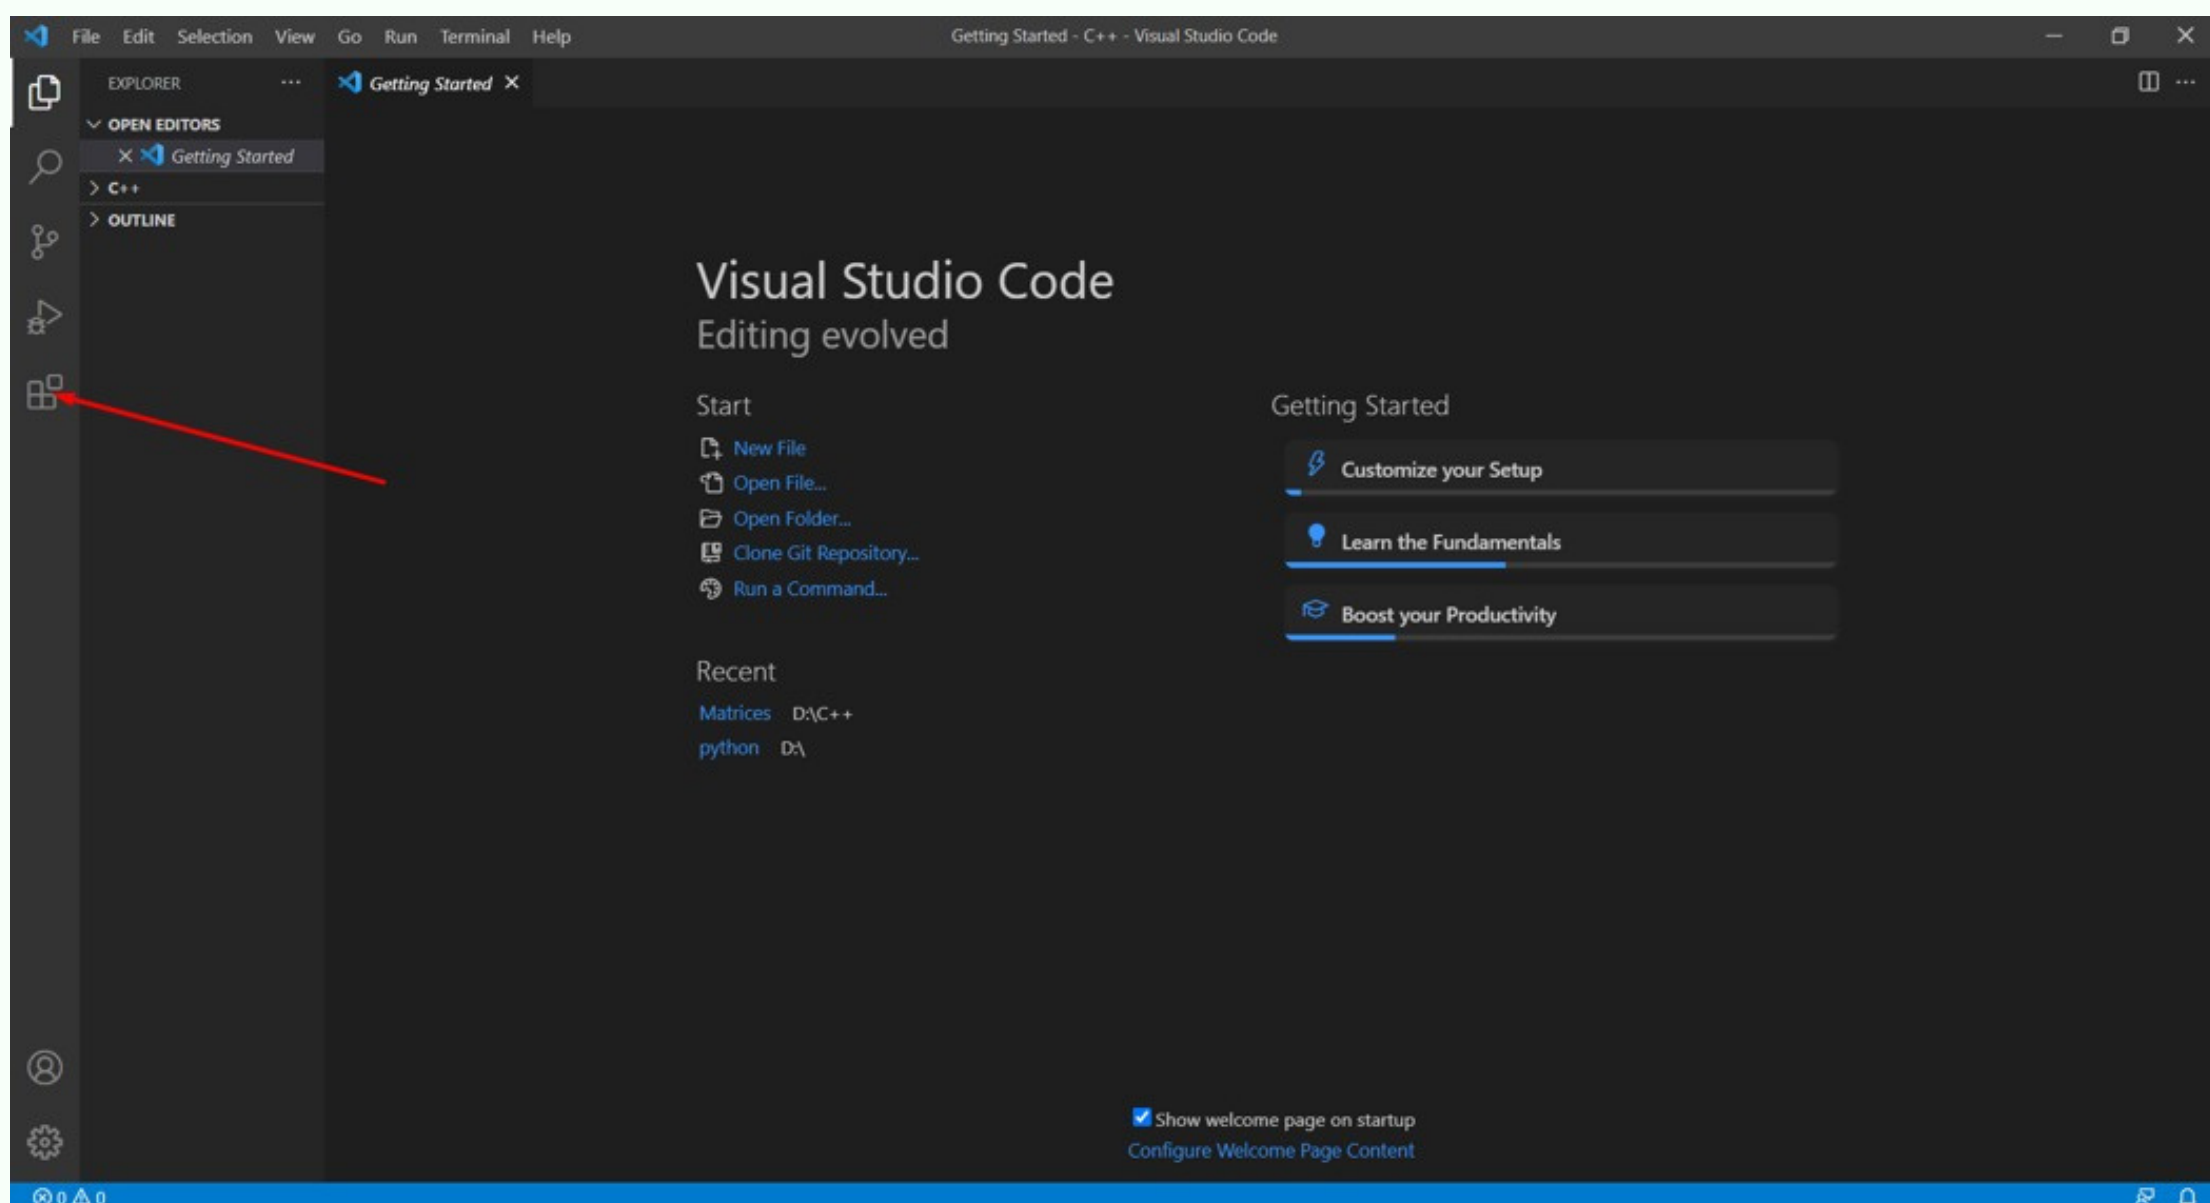 File Edit Selection View Go Run Terminal Help
Getting Started - C++ - Visual Studio Code
EXPLORER
Getting Started
OPEN EDITORS
Getting Started
C++
OUTLINE
Visual Studio Code
Editing evolved
Start
New File
Open File...
Open Folder...
Clone Git Repository...
Run a Command...
Recent
Matrices D:\C++
python D:\
Getting Started
Customize your Setup
Learn the Fundamentals
Boost your Productivity
Show welcome page on startup
Configure Welcome Page Content
0 0